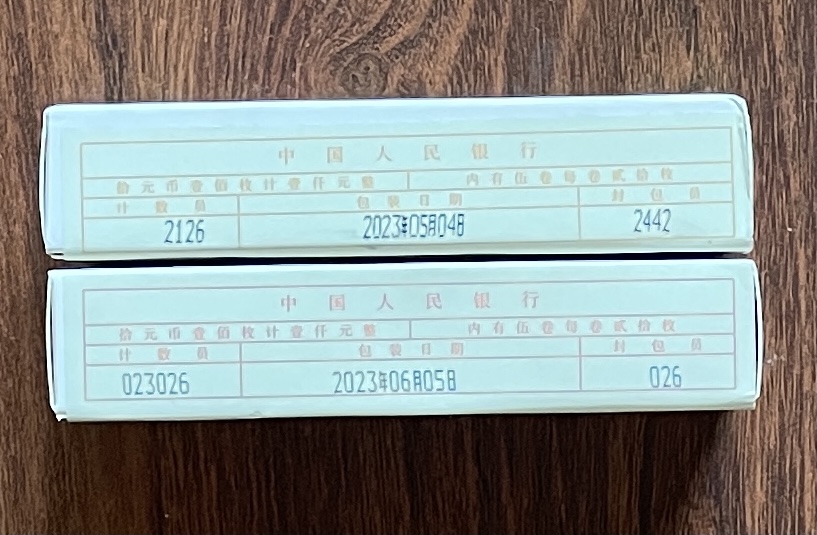 中国人民银行
拾元币壹佰枚计壹仟元整 内有伍卷每卷贰拾枚
计数员 包装日期 封包员
2126 2023年05月04日 2442
中国人民银行
拾元币壹佰枚计壹仟元整 内有伍卷每卷贰拾枚
计数员 包装日期 封包员
023026 2023年06月05日 026